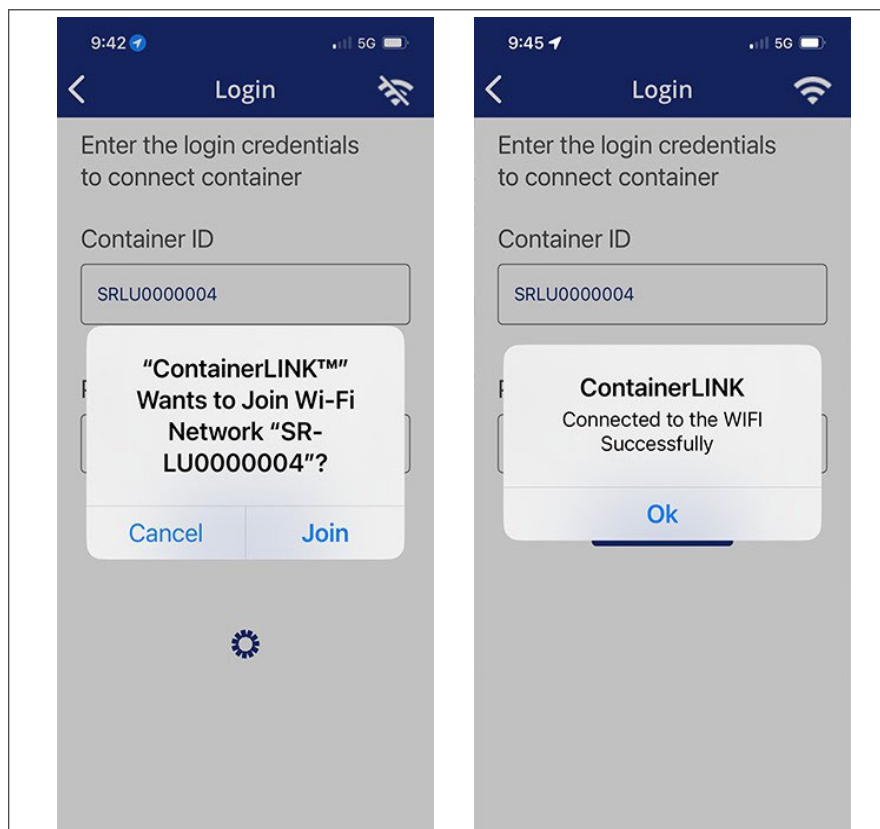 9:42
5G
Login
Enter the login credentials
to connect container
Container ID
SRLU0000004
“ContainerLINK™”
Wants to Join Wi-Fi
Network “SR-
LU0000004”?
Cancel
Join
9:45
5G
Login
Enter the login credentials
to connect container
Container ID
SRLU0000004
ContainerLINK
Connected to the WIFI
Successfully
Ok